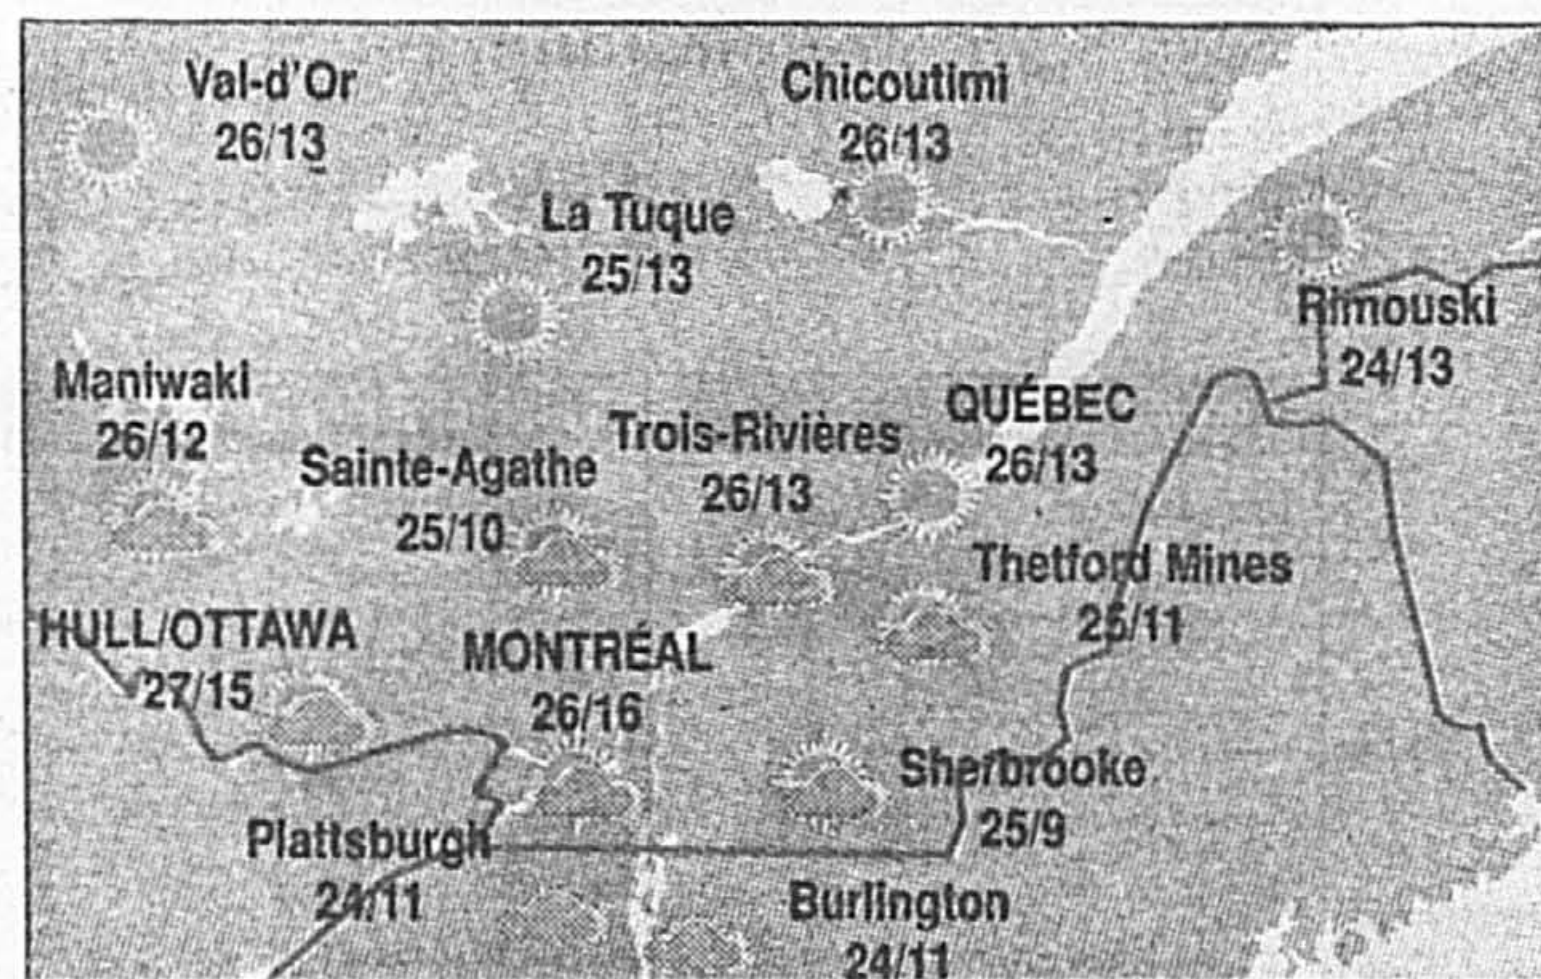 Val-d'Or
26/13
Chicoutimi
26/13
La Tuque
25/13
Rimouski
24/13
Maniwaki
26/12
Sainte-Agathe
25/10
Trois-Rivières
26/13
QUÉBEC
26/13
Thetford Mines
25/11
HULL/OTTAWA
27/15
MONTRÉAL
26/16
Sherbrooke
25/9
Plattsburgh
24/11
Burlington
24/11